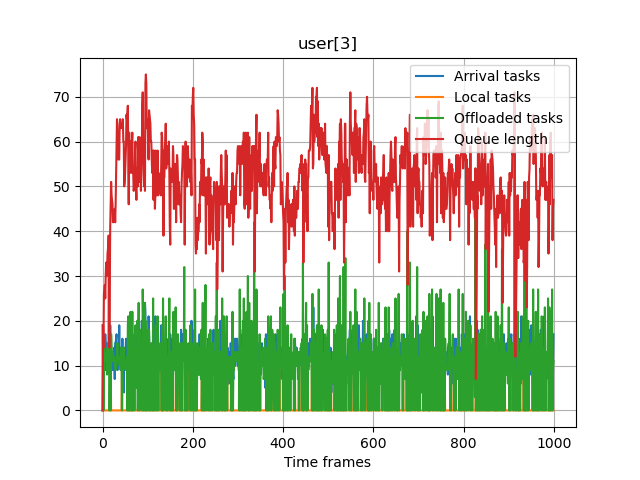 user[3]
Arrival tasks
Local tasks
Offloaded tasks
Queue length
70
60
50
40
30
20
10
0
0 200 400 600 800 1000
Time frames